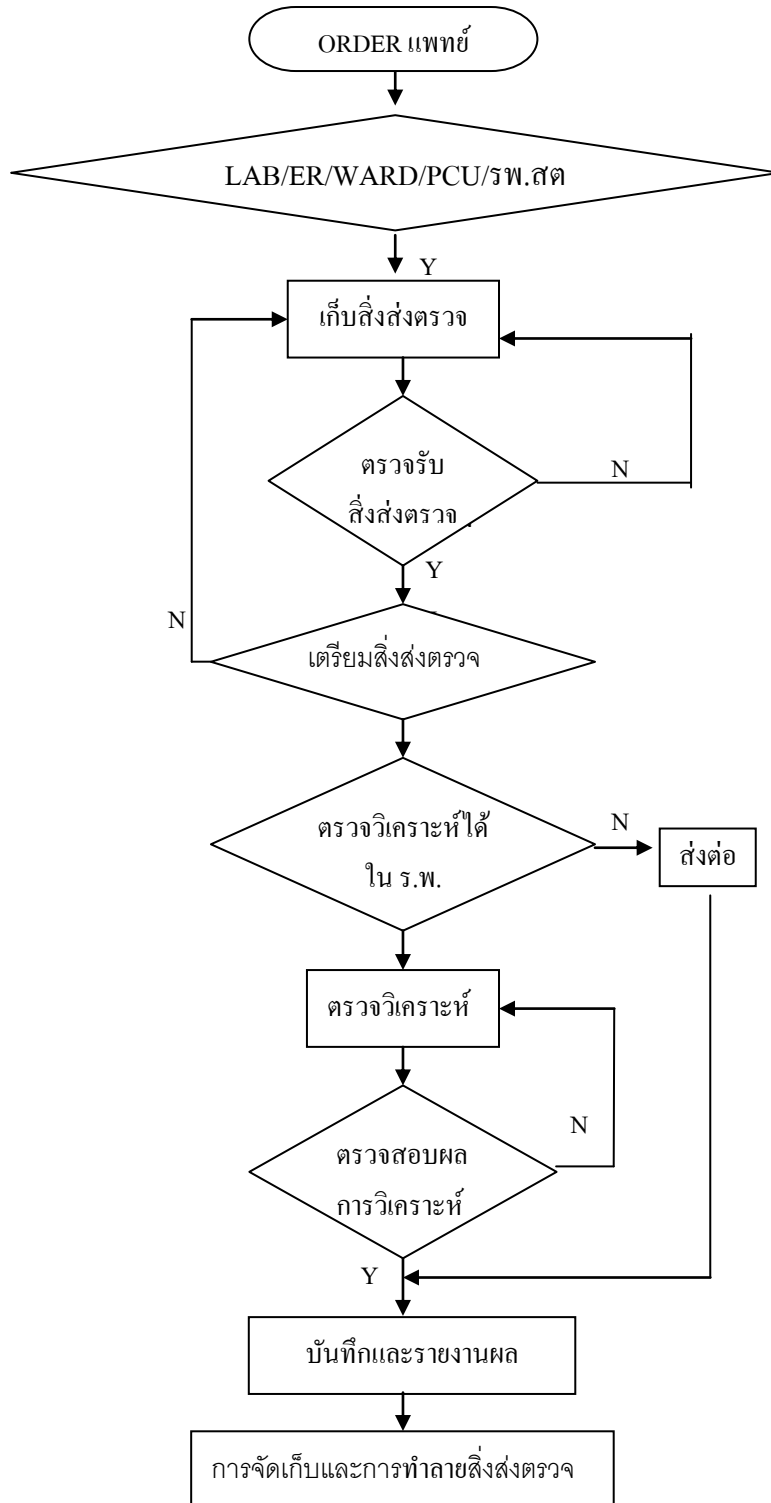 ORDER แพทย์
LAB/ER/WARD/PCU/รพ.สต
Y
เก็บสิ่งส่งตรวจ
ตรวจรับ
สิ่งส่งตรวจ
N
Y
N
เตรียมสิ่งส่งตรวจ
ตรวจวิเคราะห์ได้
ใน ร.พ.
N
ส่งต่อ
ตรวจวิเคราะห์
N
ตรวจสอบผล
การวิเคราะห์
Y
บันทึกและรายงานผล
การจัดเก็บและการทำลายสิ่งส่งตรวจ